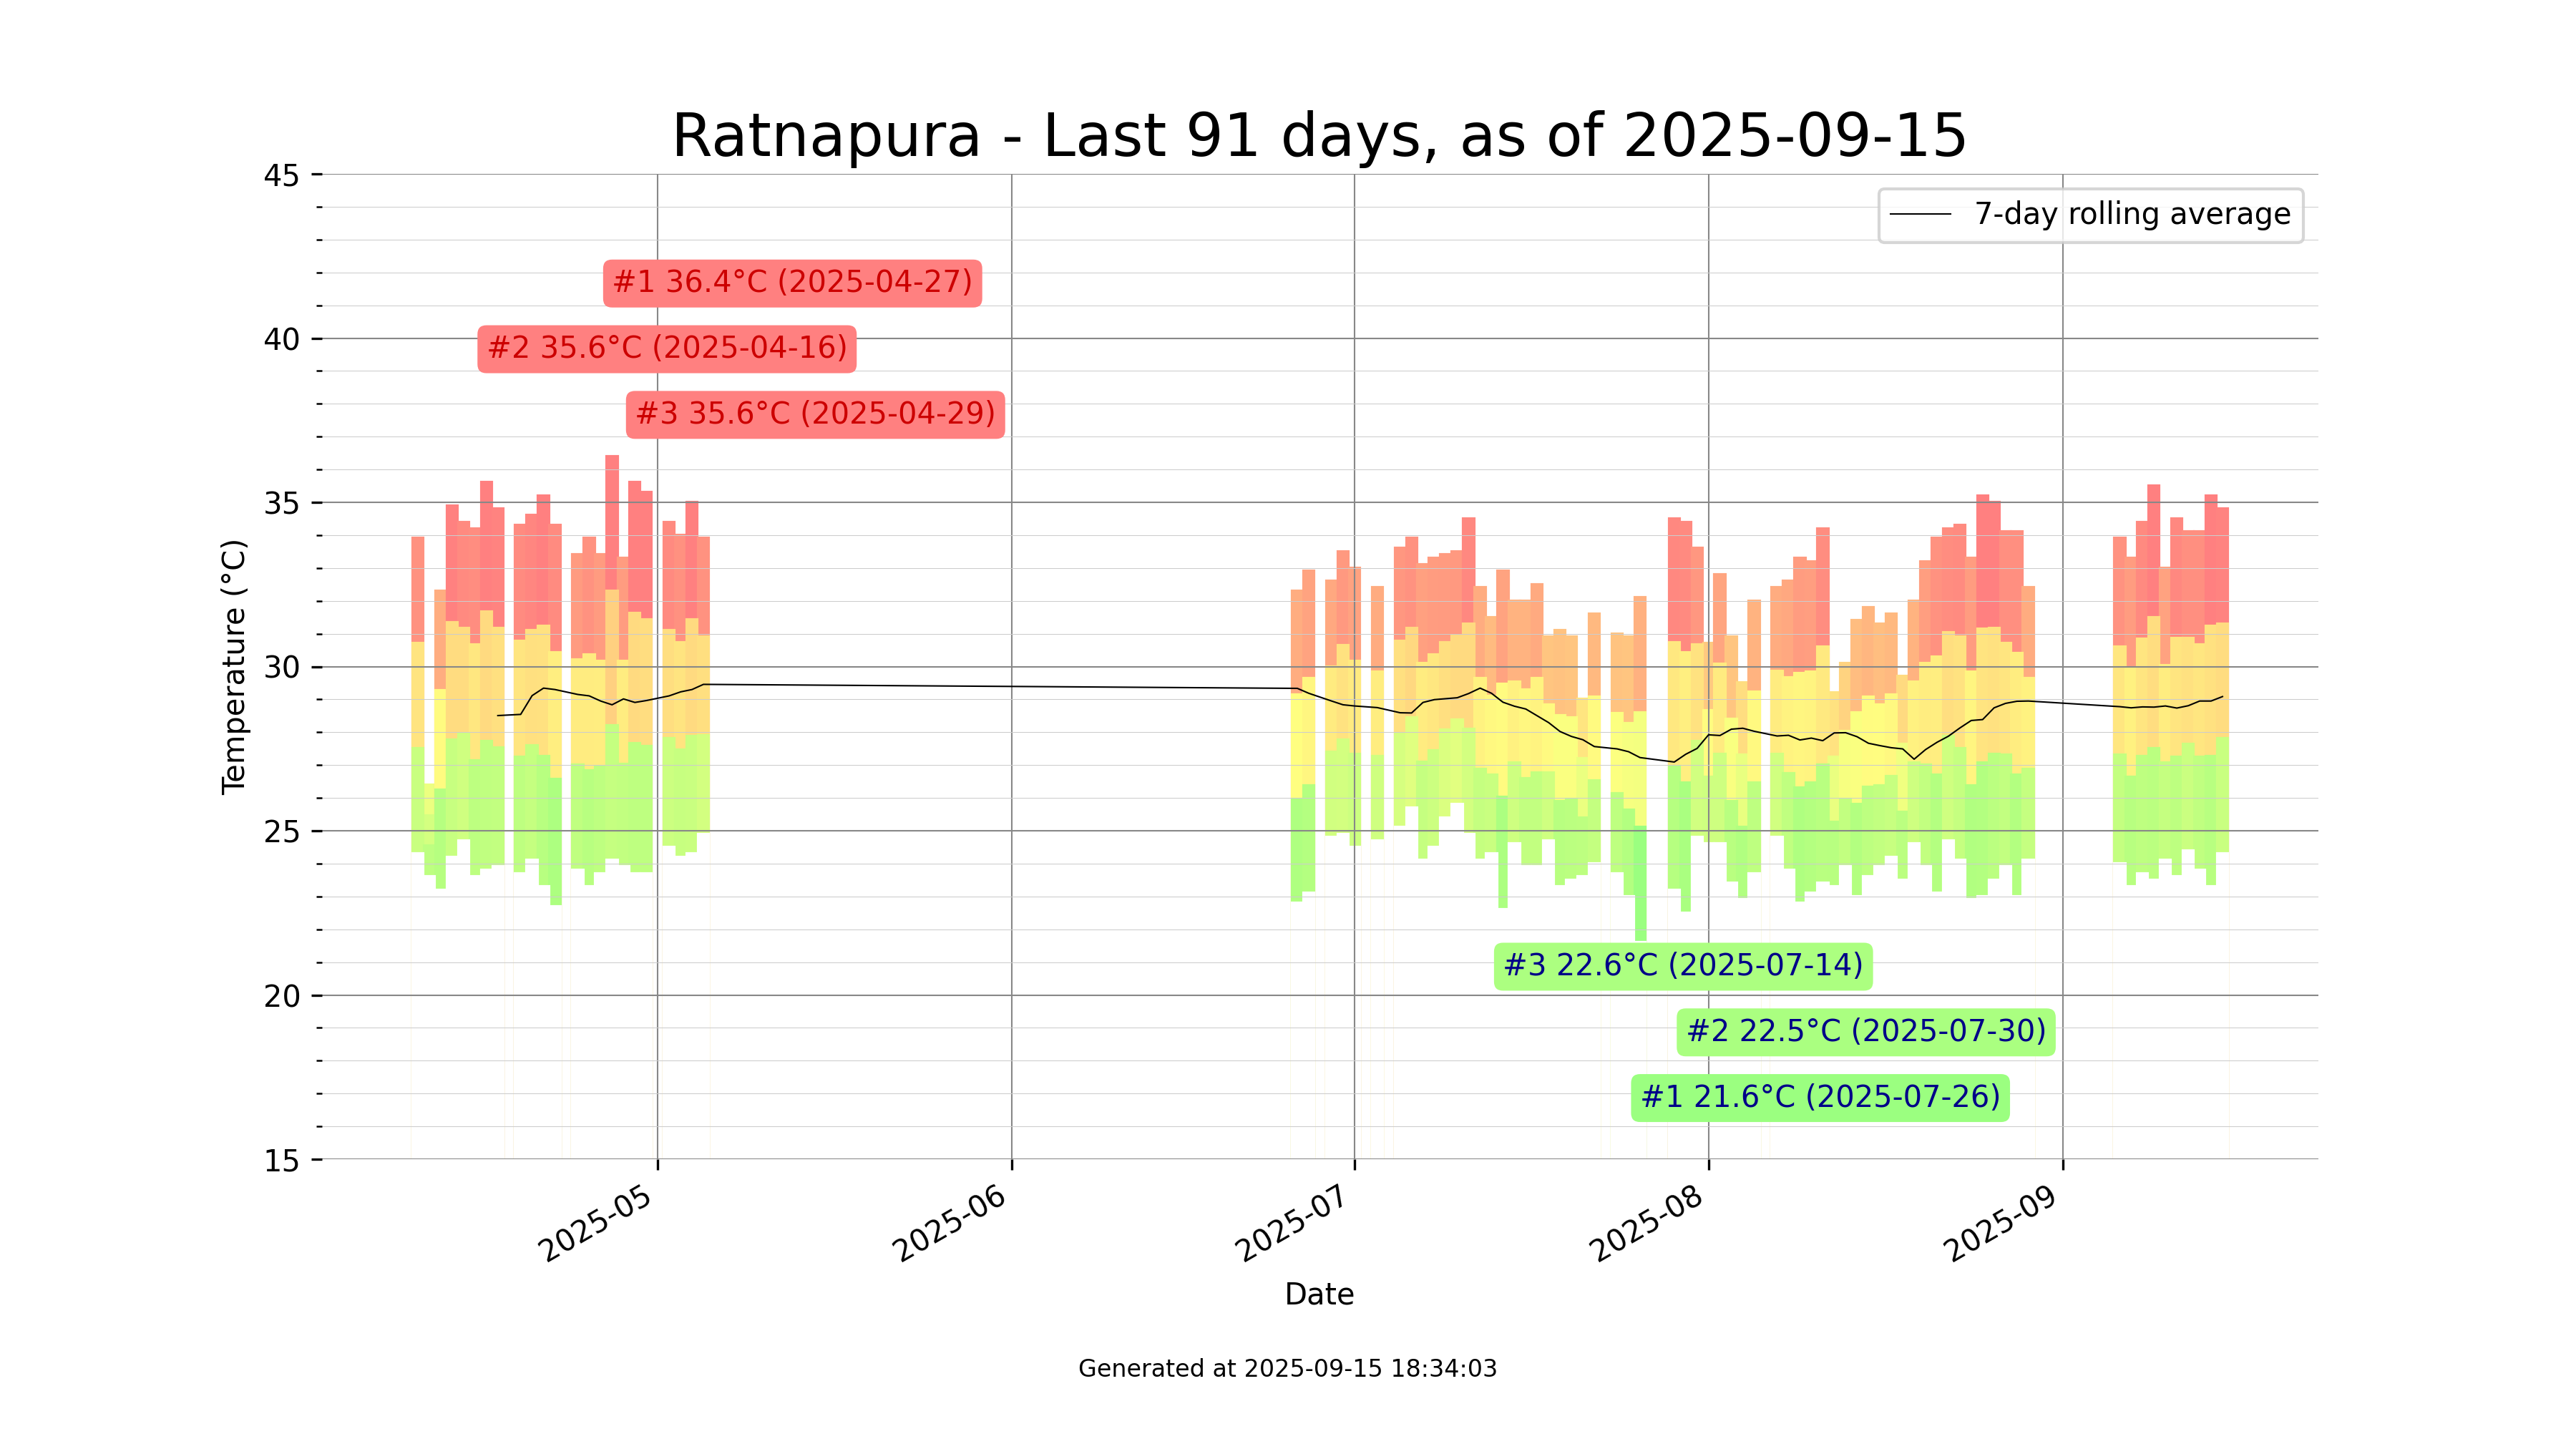 Ratnapura - Last 91 days, as of 2025-09-15
7-day rolling average
#1 36.4°C (2025-04-27)
#2 35.6°C (2025-04-16)
#3 35.6°C (2025-04-29)
#3 22.6°C (2025-07-14)
#2 22.5°C (2025-07-30)
#1 21.6°C (2025-07-26)
Temperature (°C)
45
40
35
30
25
20
15
2025-05
2025-06
2025-07
2025-08
2025-09
Date
Generated at 2025-09-15 18:34:03